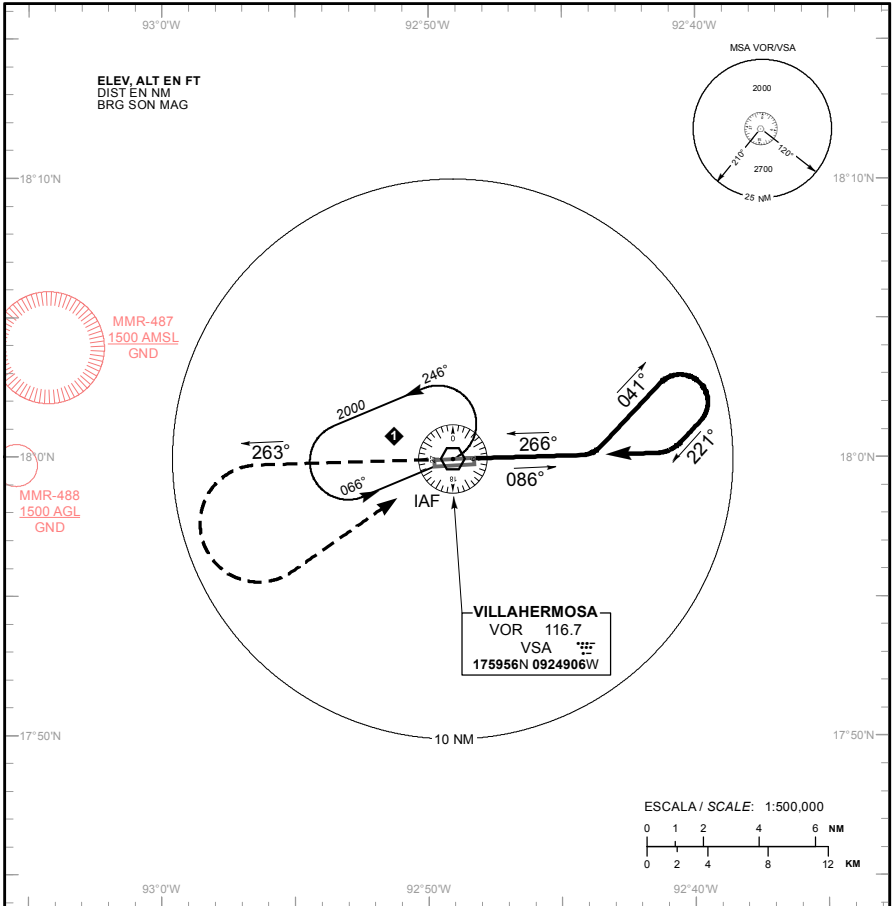 93°0'W 92°50'W 92°40'W
ELEV, ALT EN FT
DIST EN NM
BRG SON MAG
MSA VOR/VSA
2000
210° 120°
2700
25 NM
18°10'N 18°10'N
MMR-487
1500 AMSL
GND
246°
2000
1
041°
221°
263°
266°
086°
066°
0
18
IAF
18°0'N 18°0'N
MMR-488
1500 AGL
GND
VILLAHERMOSA
VOR 116.7
VSA
175956N 0924906W
17°50'N 17°50'N
10 NM
ESCALA / SCALE: 1:500,000
0 1 2 4 6 NM
0 2 4 8 12 KM
93°0'W 92°50'W 92°40'W